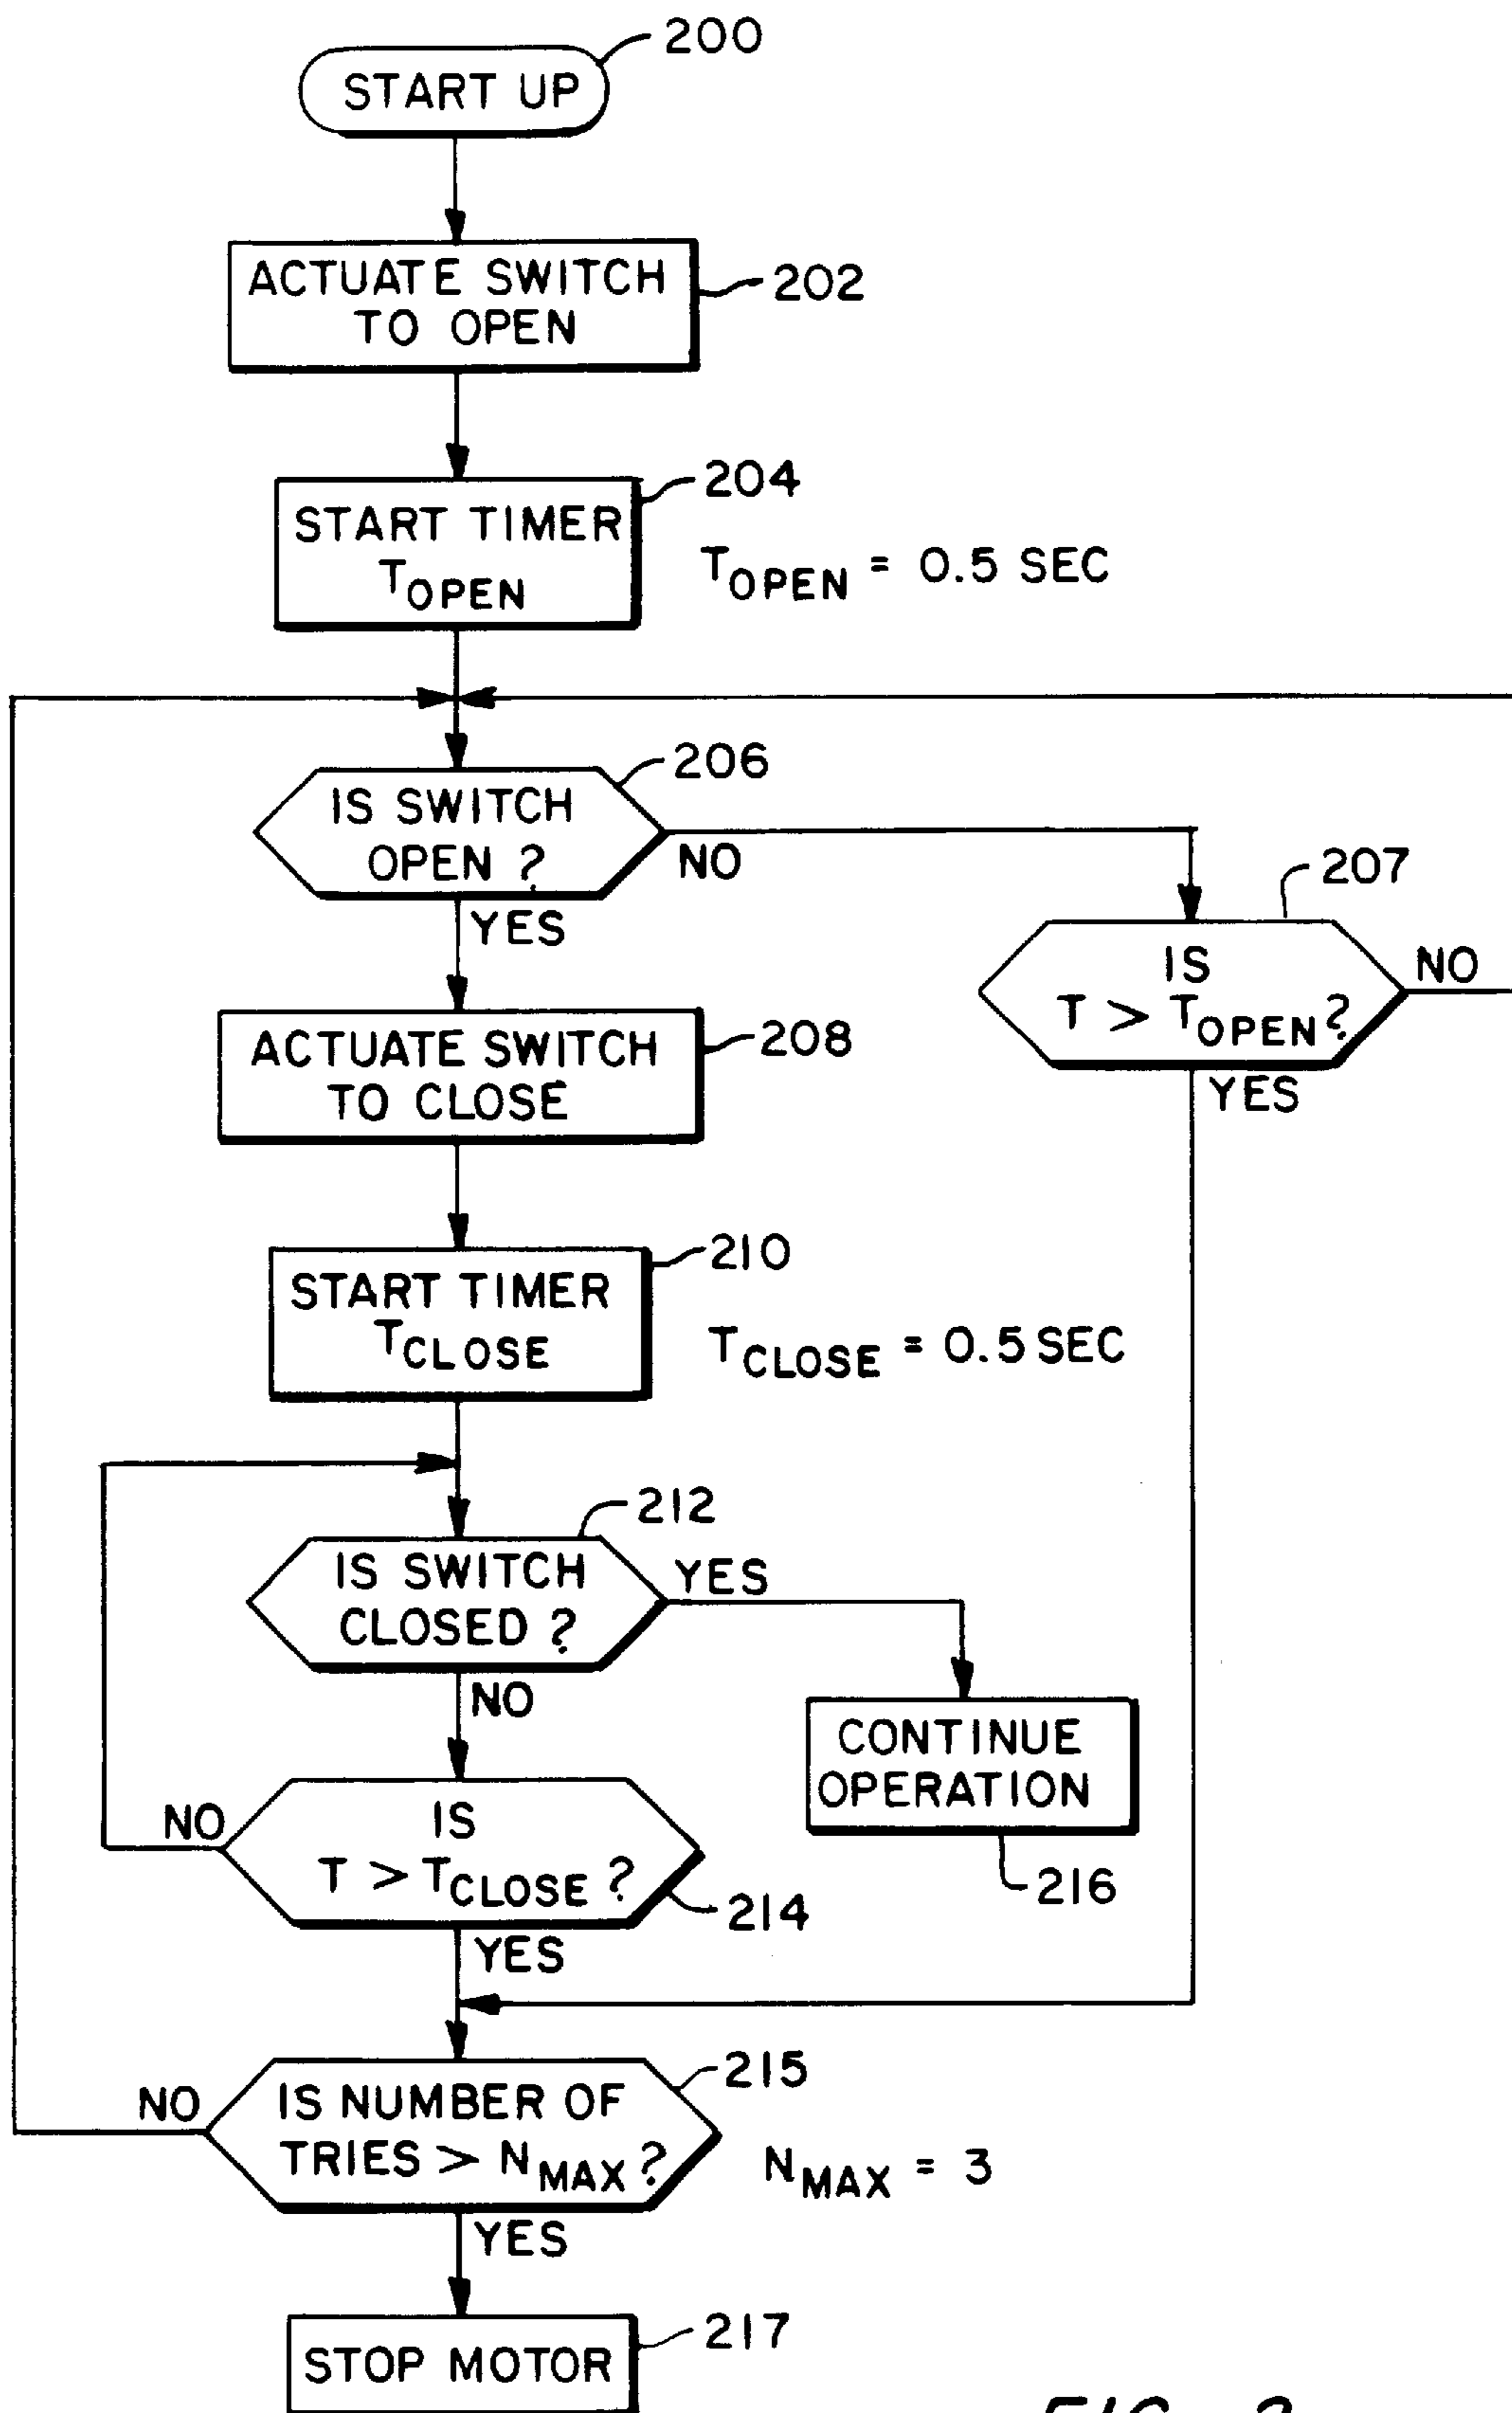 200
START UP
ACTUATE SWITCH
TO OPEN
202
204
START TIMER
TOPEN
TOPEN = 0.5 SEC
206
IS SWITCH
OPEN ?
NO
YES
207
IS
T > TOPEN?
NO
YES
ACTUATE SWITCH
TO CLOSE
208
210
START TIMER
TCLOSE
TCLOSE = 0.5 SEC
212
IS SWITCH
CLOSED ?
YES
NO
CONTINUE
OPERATION
216
IS
T > TCLOSE ?
NO
214
YES
215
NO
IS NUMBER OF
TRIES > NMAX ?
NMAX = 3
YES
STOP MOTOR
217